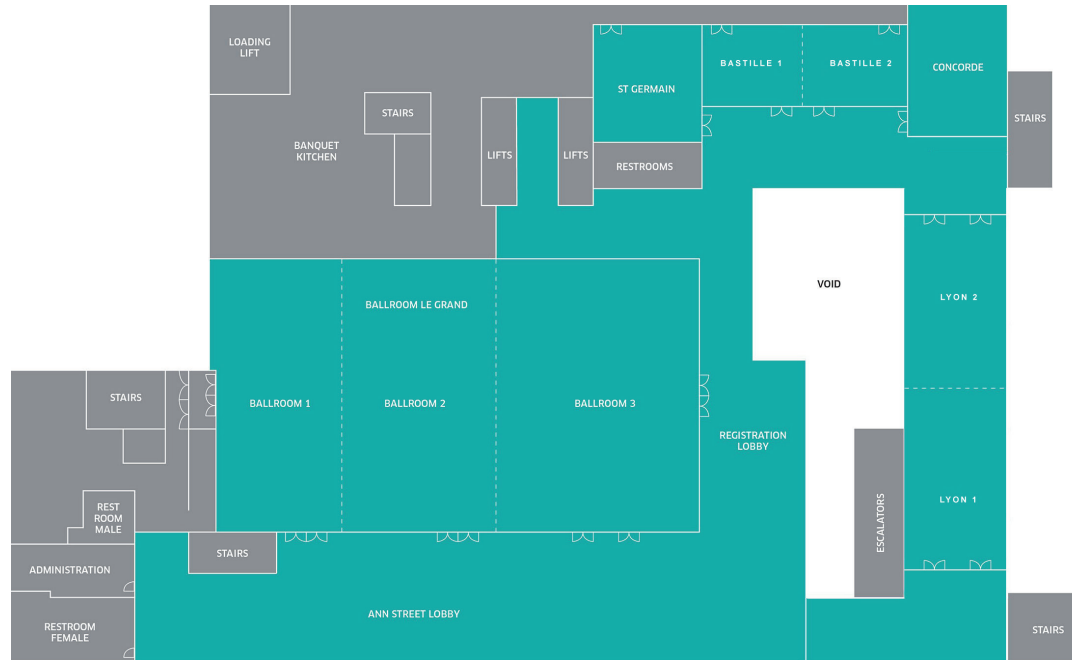 LOADING
LIFT
STAIRS
BANQUET
KITCHEN
LIFTS
LIFTS
ST GERMAIN
RESTROOMS
BASTILLE 1
BASTILLE 2
CONCORDE
STAIRS
VOID
LYON 2
BALLROOM LE GRAND
BALLROOM 1
BALLROOM 2
BALLROOM 3
REGISTRATION
LOBBY
STAIRS
REST
ROOM
MALE
ESCALATORS
LYON 1
STAIRS
ADMINISTRATION
RESTROOM
FEMALE
ANN STREET LOBBY
STAIRS